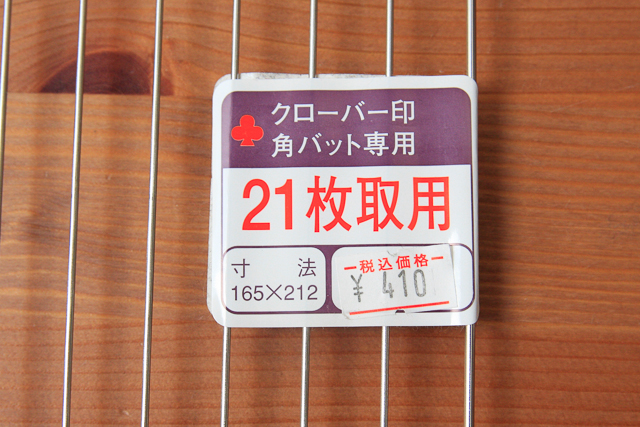 クローバー印
角バット専用
21枚取用
寸 法
165×212
税込価格
¥ 410